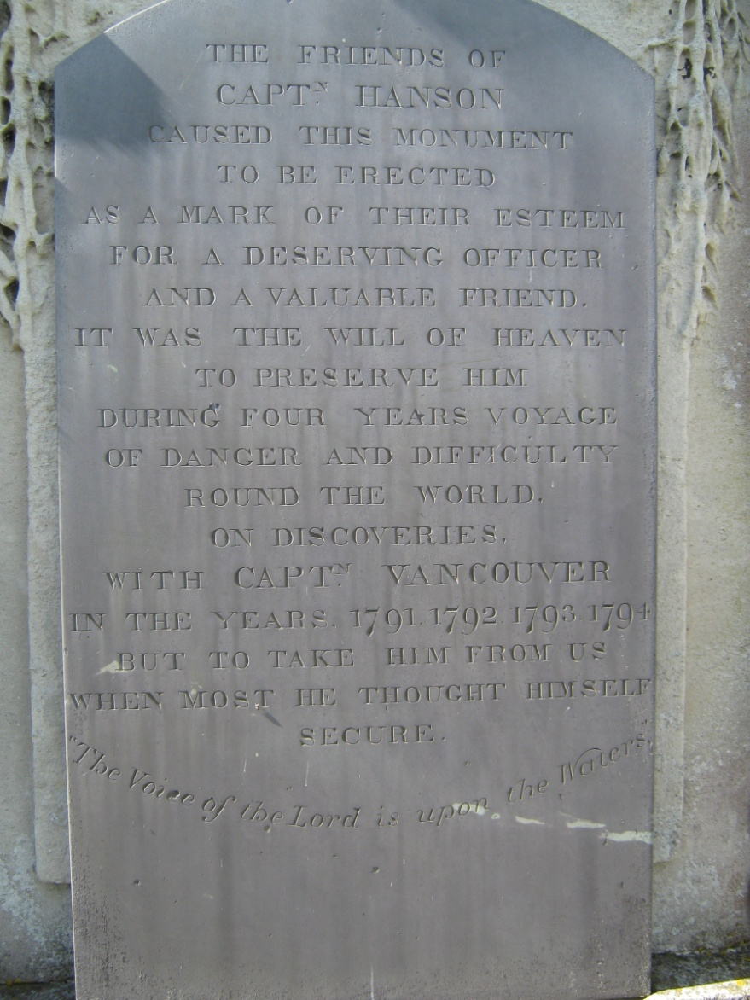 THE FRIENDS OF
CAPTᴺ. HANSON
CAUSED THIS MONUMENT
TO BE ERECTED
AS A MARK OF THEIR ESTEEM
FOR A DESERVING OFFICER
AND A VALUABLE FRIEND.
IT WAS THE WILL OF HEAVEN
TO PRESERVE HIM
DURING FOUR YEARS VOYAGE
OF DANGER AND DIFFICULTY
ROUND THE WORLD.
ON DISCOVERIES.
WITH CAPTᴺ. VANCOUVER
IN THE YEARS. 1791. 1792. 1793. 1794
BUT TO TAKE HIM FROM US
WHEN MOST HE THOUGHT HIMSELF
SECURE.
"The Voice of the Lord is upon the Waters."